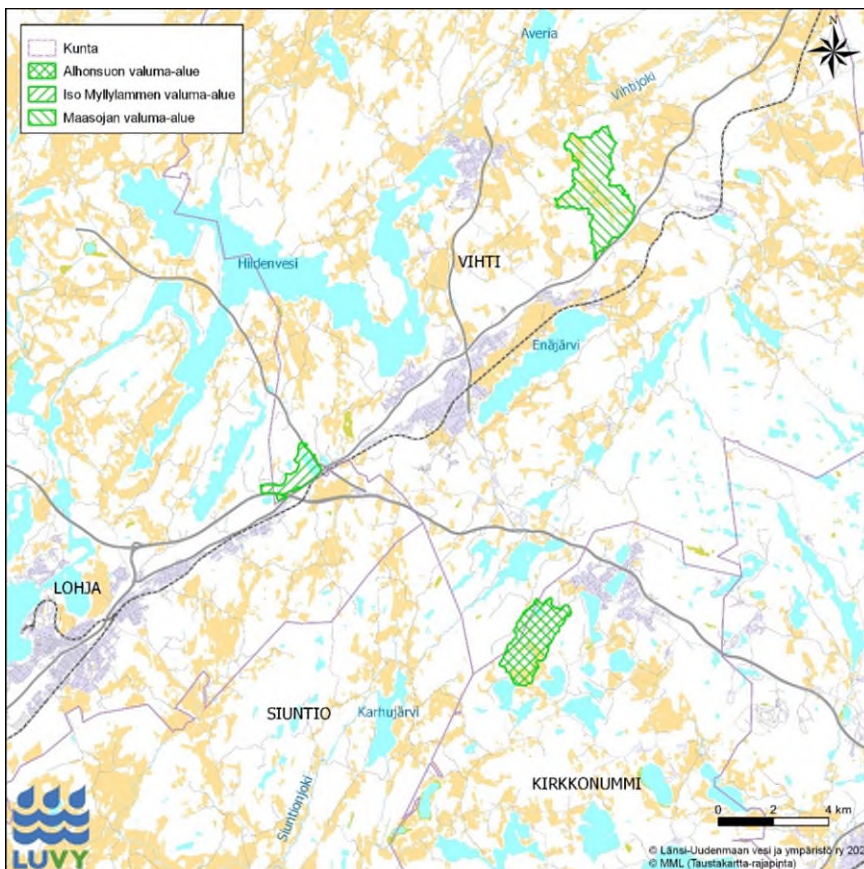 Kunta
Alhonsuon valuma-alue
Iso Myllylammen valuma-alue
Maasojan valuma-alue
Averia
N
Vihtijoki
Hiidenvesi
VIHTI
Enäjärvi
LOHJA
SIUNTIO
Karhujärvi
Siuntionjoki
KIRKKONUMMI
0 2 4 km
LUVY
© Länsi-Uudenmaan vesi ja ympäristö ry 202
© MML (Taustakartta-rajapinta)